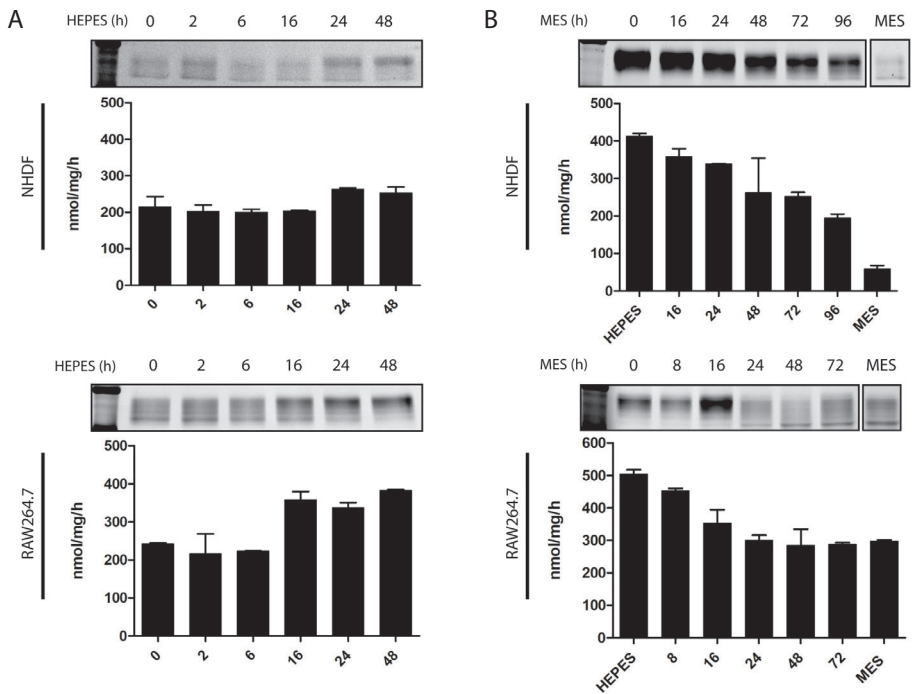 A
HEPES (h) 0 2 6 16 24 48
NHDF
nmol/mg/h
500
400
300
200
100
0
0 2 6 16 24 48
HEPES (h) 0 2 6 16 24 48
RAW264.7
nmol/mg/h
500
400
300
200
100
0
0 2 6 16 24 48
B
MES (h) 0 16 24 48 72 96 MES
NHDF
nmol/mg/h
500
400
300
200
100
0
HEPES 16 24 48 72 96 MES
MES (h) 0 8 16 24 48 72 MES
RAW264.7
nmol/mg/h
600
500
400
300
200
100
0
HEPES 8 16 24 48 72 MES